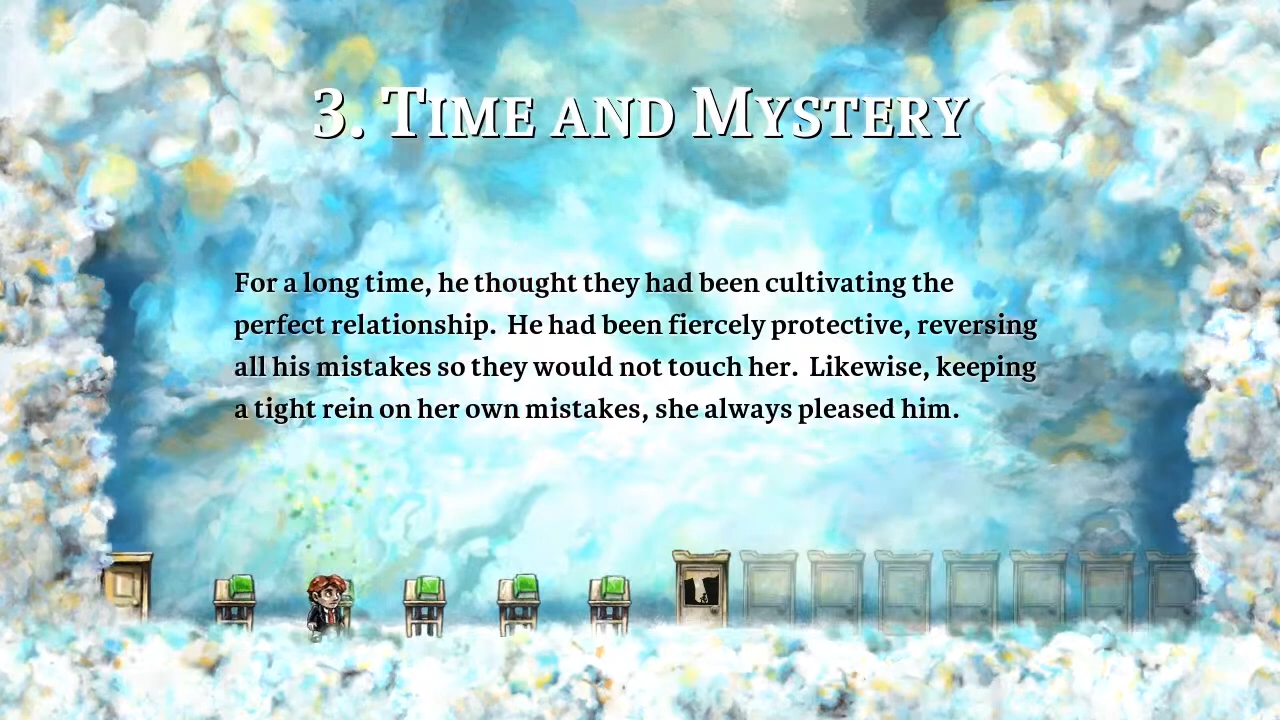 3. Time and Mystery
For a long time, he thought they had been cultivating the
perfect relationship.  He had been fiercely protective, reversing
all his mistakes so they would not touch her.  Likewise, keeping
a tight rein on her own mistakes, she always pleased him.